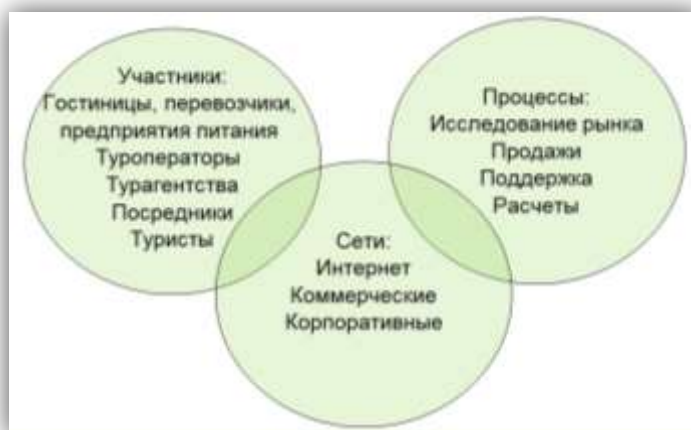 Участники:
Гостиницы, перевозчики,
предприятия питания
Туроператоры
Турагентства
Посредники
Туристы
Процессы:
Исследование рынка
Продажи
Поддержка
Расчеты
Сети:
Интернет
Коммерческие
Корпоративные